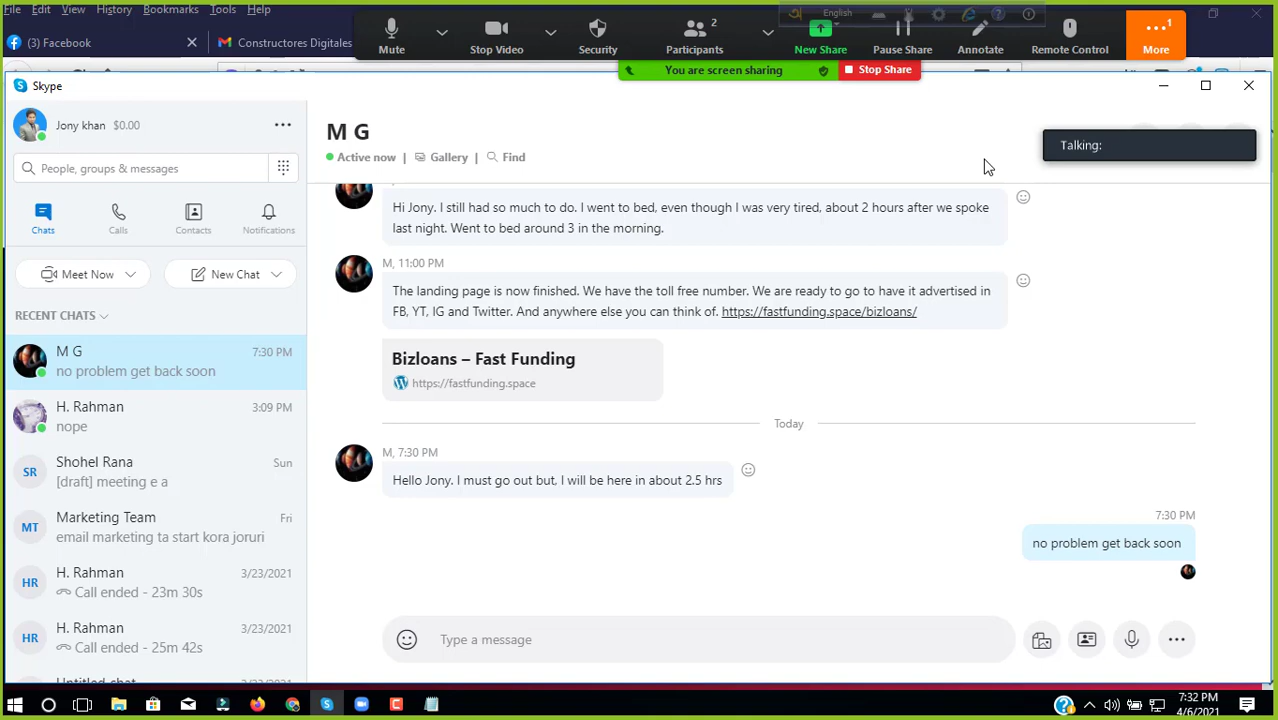 File Edit View History Bookmarks Tools Help
English
(3) Facebook
Constructores Digitales
Mute
Stop Video
Security
2
Participants
New Share
Pause Share
Annotate
Remote Control
1
More
You are screen sharing
Stop Share
Skype
Jony khan $0.00
People, groups & messages
Chats
Calls
Contacts
Notifications
Meet Now
New Chat
RECENT CHATS
M G
7:30 PM
no problem get back soon
H. Rahman
3:09 PM
nope
SR
Shohel Rana
Sun
[draft] meeting e a
MT
Marketing Team
Fri
email marketing ta start kora joruri
HR
H. Rahman
3/23/2021
Call ended - 23m 30s
HR
H. Rahman
3/23/2021
Call ended - 25m 42s
Untitled chat
M G
Active now | Gallery | Find
Talking:
Hi Jony. I still had so much to do. I went to bed, even though I was very tired, about 2 hours after we spoke
last night. Went to bed around 3 in the morning.
M, 11:00 PM
The landing page is now finished. We have the toll free number. We are ready to go to have it advertised in
FB, YT, IG and Twitter. And anywhere else you can think of. https://fastfunding.space/bizloans/
Bizloans – Fast Funding
https://fastfunding.space
Today
M, 7:30 PM
Hello Jony. I must go out but, I will be here in about 2.5 hrs
7:30 PM
no problem get back soon
Type a message
7:32 PM
4/6/2021